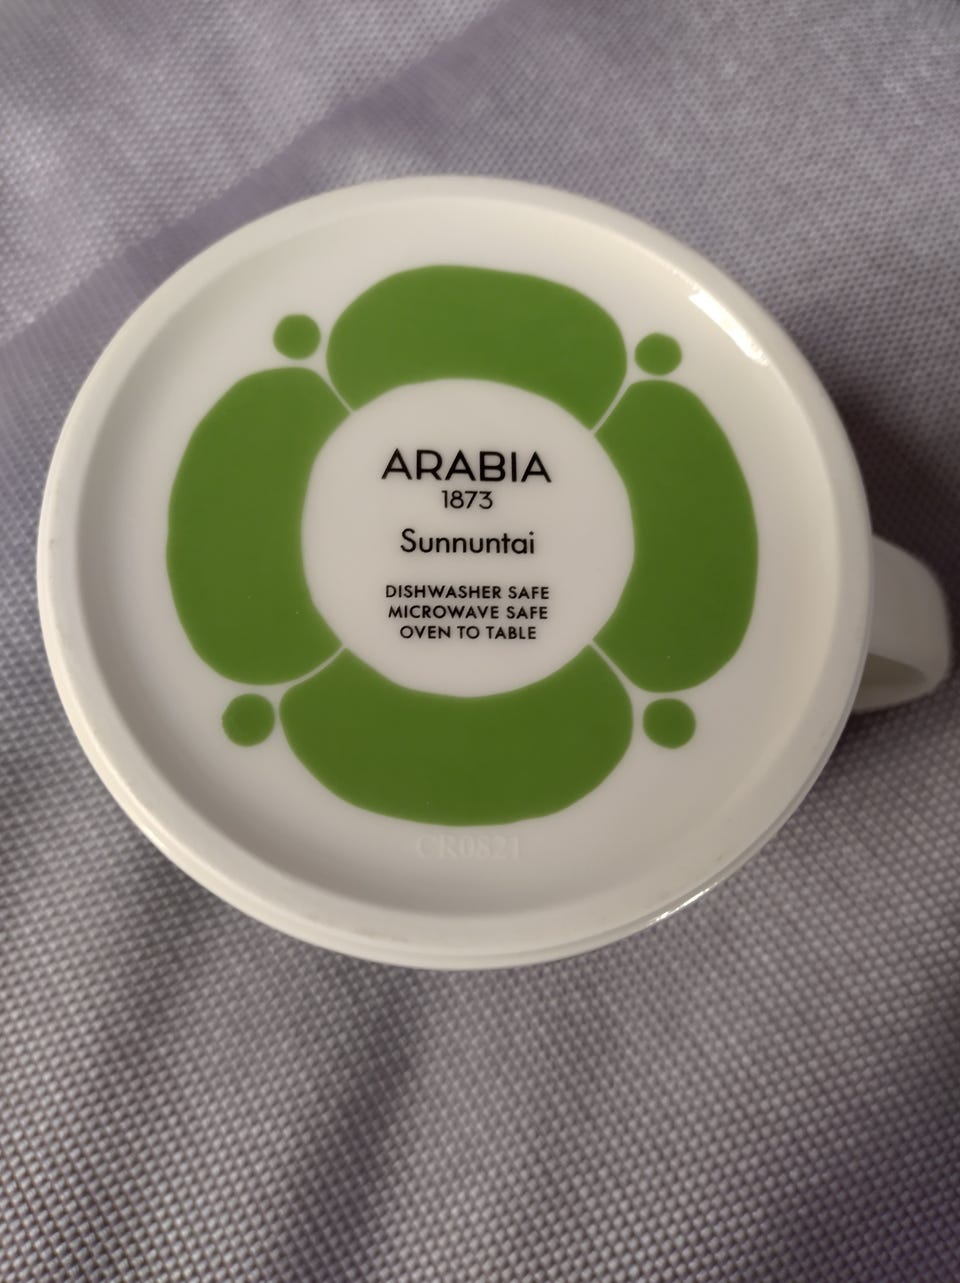 ARABIA
1873
Sunnuntai
DISHWASHER SAFE
MICROWAVE SAFE
OVEN TO TABLE
CR0821